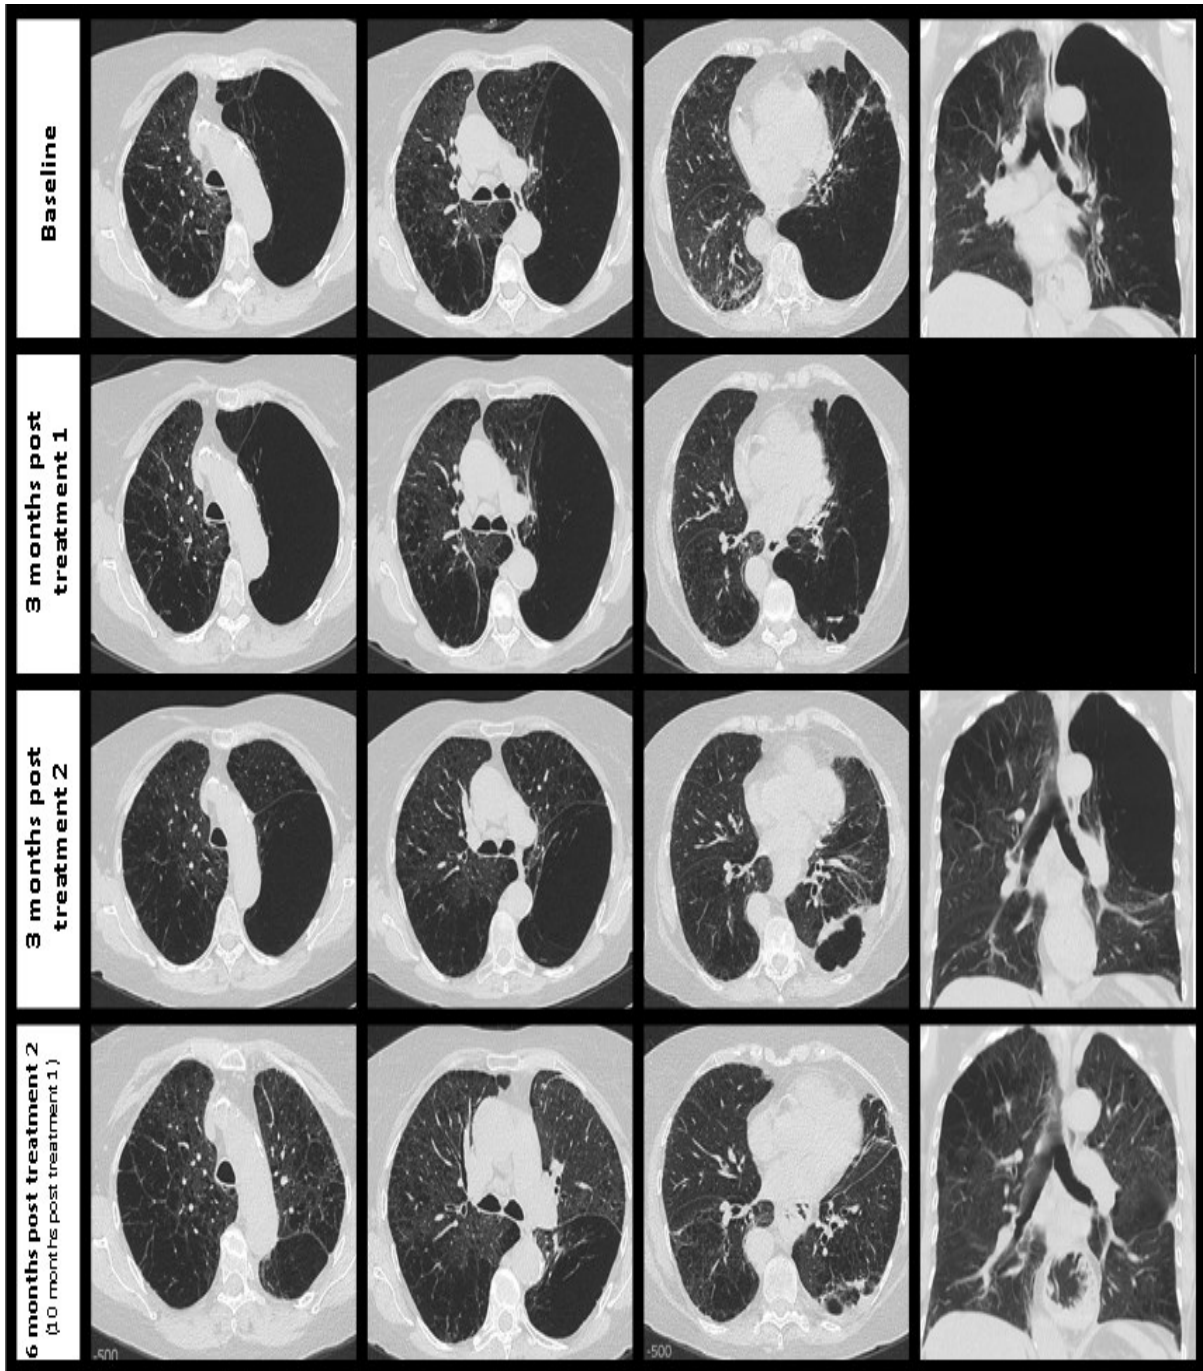 Baseline
3 months post
treatment 1
3 months post
treatment 2
6 months post treatment 2
(10 months post treatment 1)
-500
-500